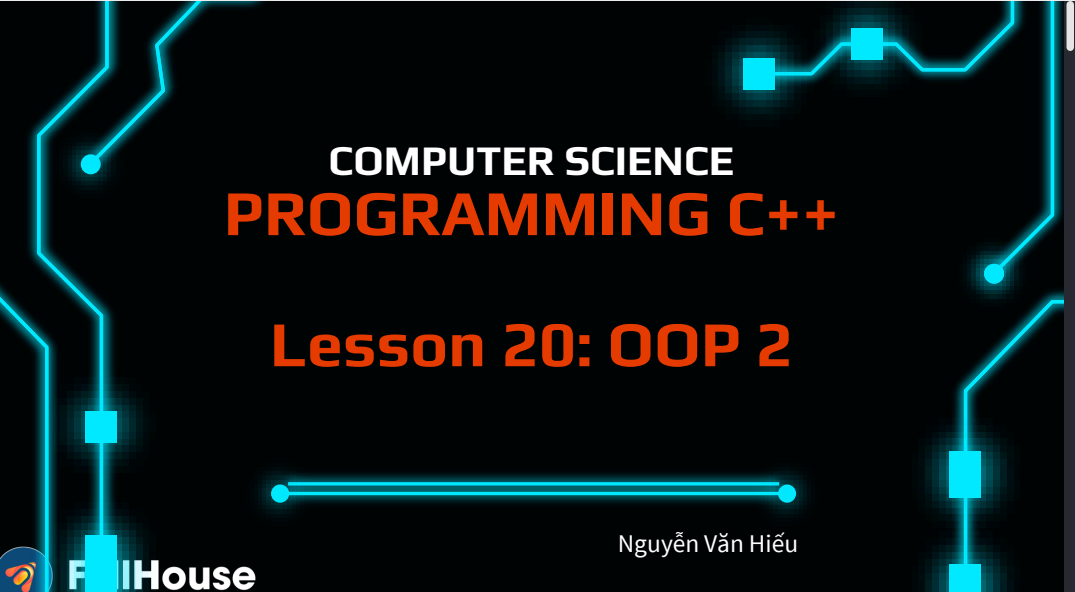 COMPUTER SCIENCE
PROGRAMMING C++
Lesson 20: OOP 2
Nguyễn Văn Hiếu